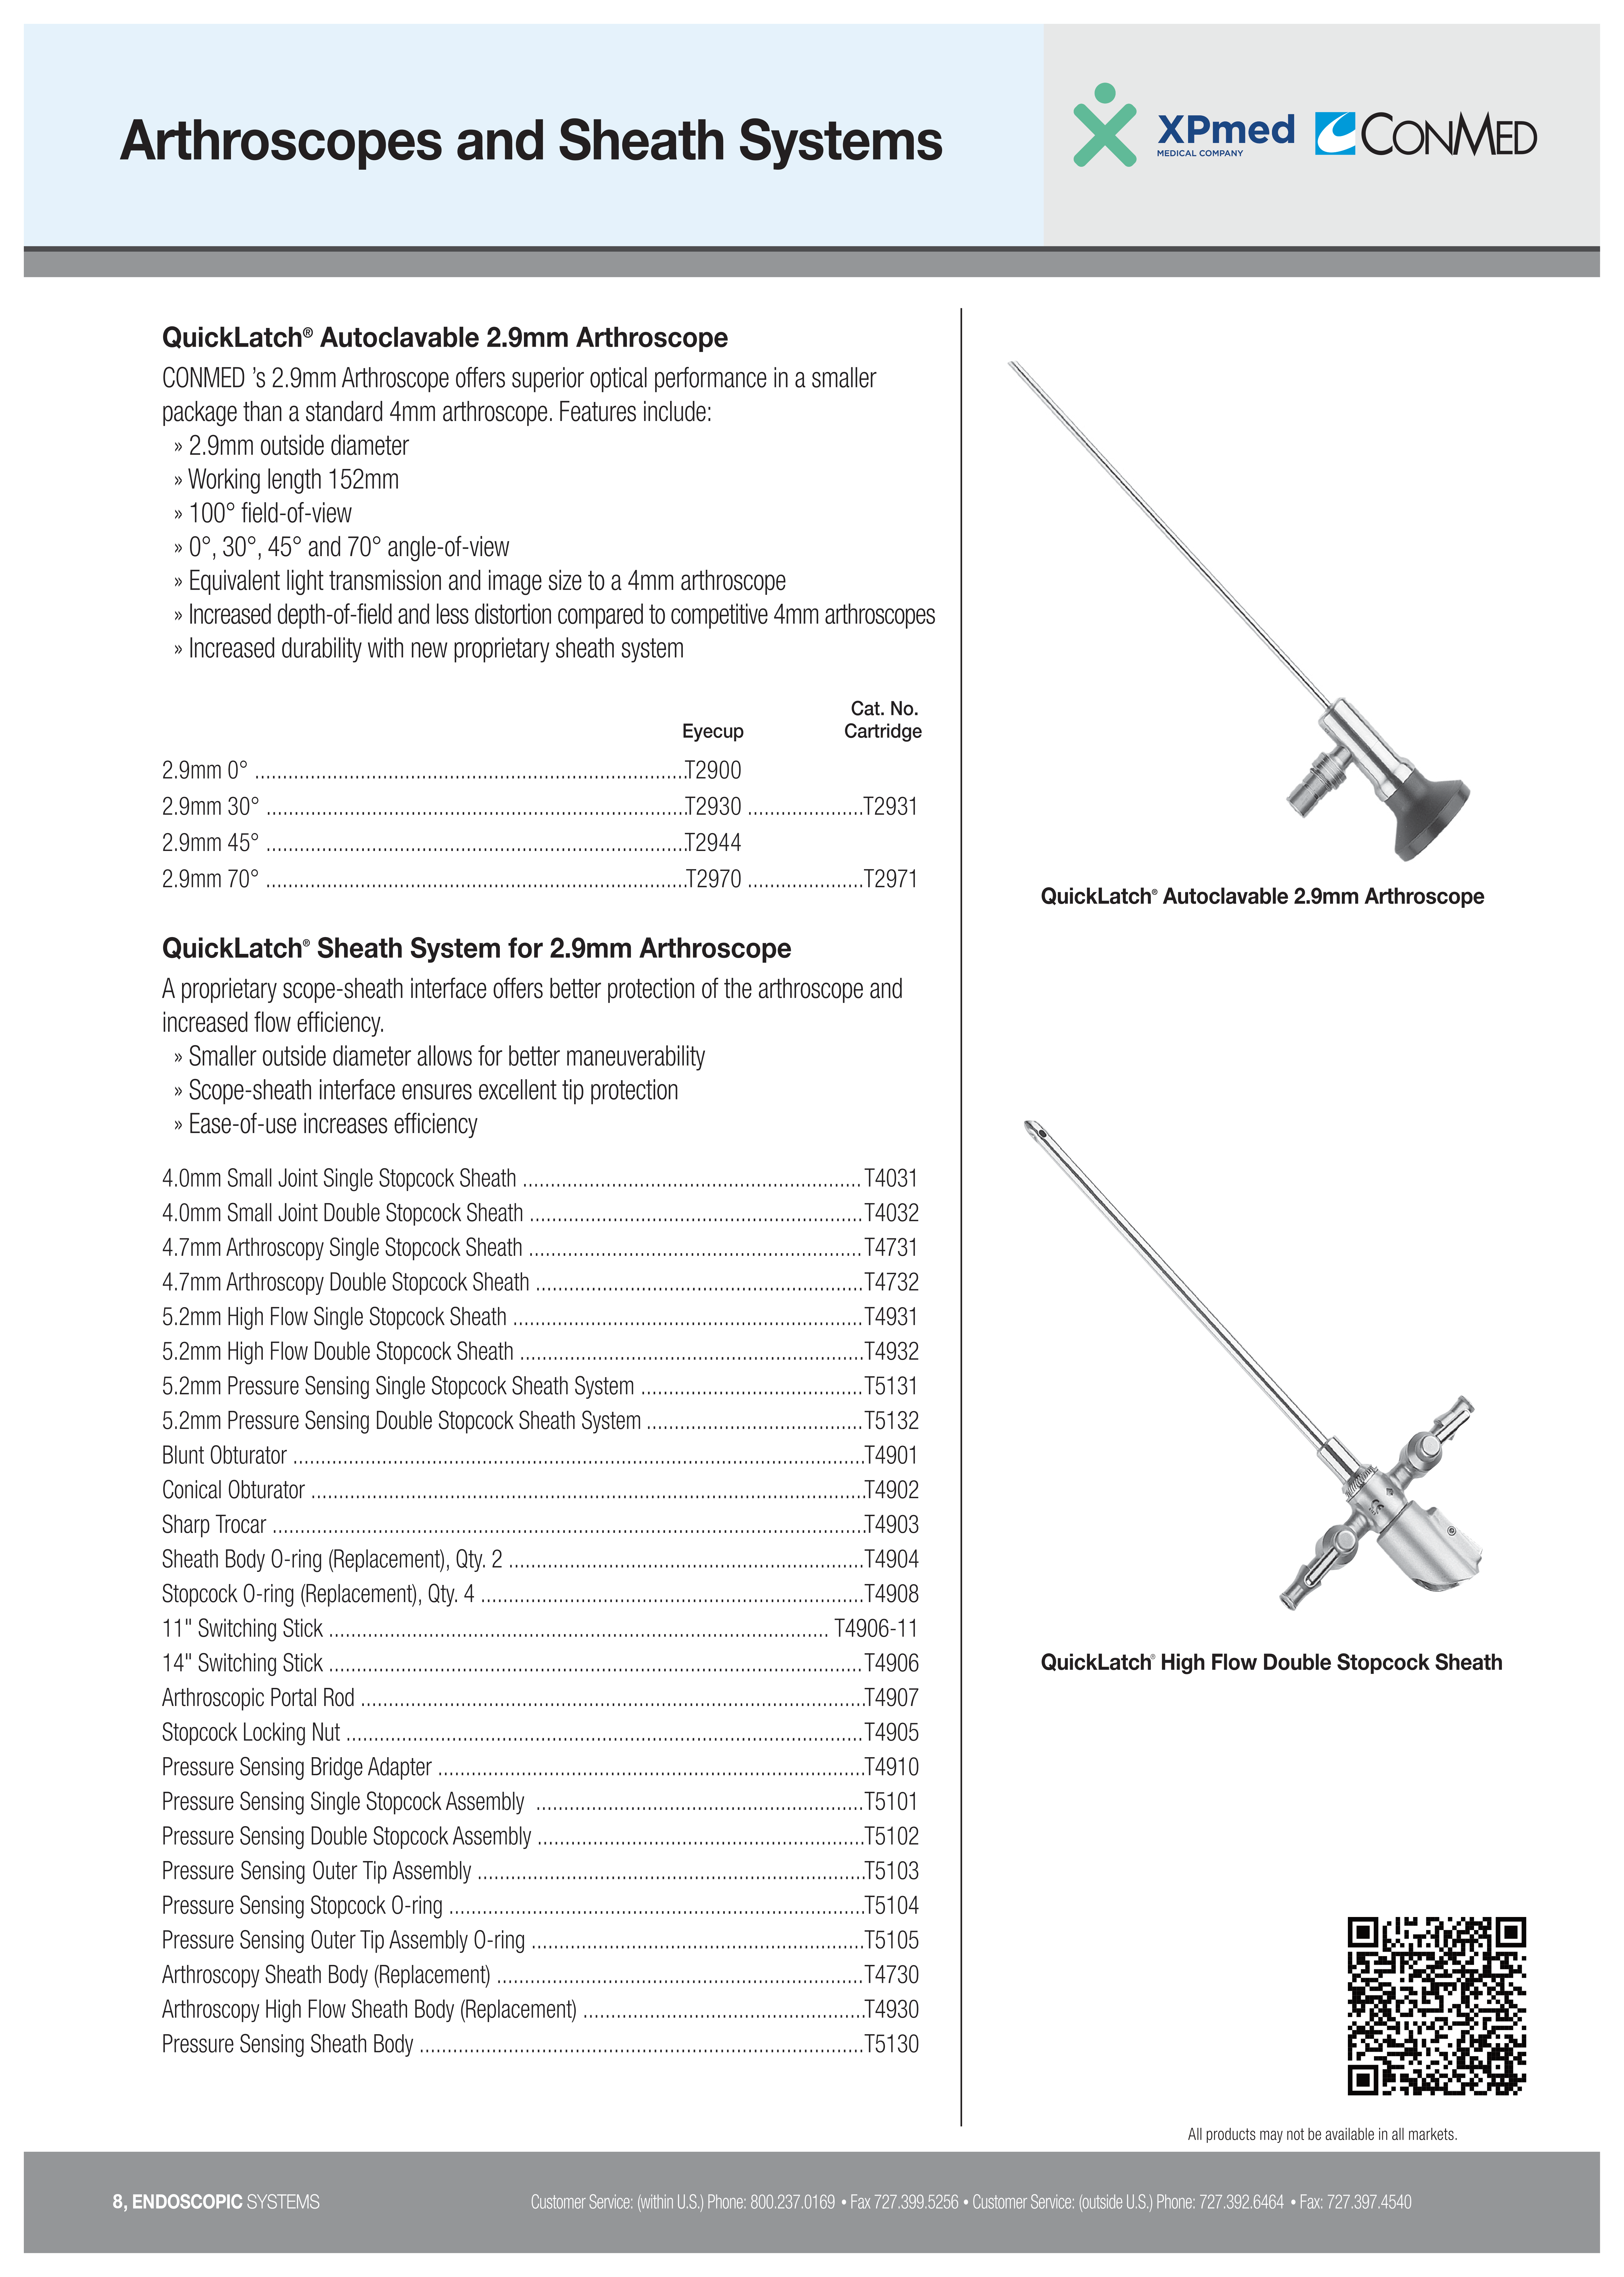 Arthroscopes and Sheath Systems
XPmed
MEDICAL COMPANY
CONMED
QuickLatch® Autoclavable 2.9mm Arthroscope
CONMED ’s 2.9mm Arthroscope offers superior optical performance in a smaller
package than a standard 4mm arthroscope. Features include:
» 2.9mm outside diameter
» Working length 152mm
» 100° field-of-view
» 0°, 30°, 45° and 70° angle-of-view
» Equivalent light transmission and image size to a 4mm arthroscope
» Increased depth-of-field and less distortion compared to competitive 4mm arthroscopes
» Increased durability with new proprietary sheath system
Cat. No.
Eyecup Cartridge
2.9mm 0° ........................T2900
2.9mm 30° ........................T2930 .....................T2931
2.9mm 45° ........................T2944
2.9mm 70° ........................T2970 .....................T2971
QuickLatch® Sheath System for 2.9mm Arthroscope
A proprietary scope-sheath interface offers better protection of the arthroscope and
increased flow efficiency.
» Smaller outside diameter allows for better maneuverability
» Scope-sheath interface ensures excellent tip protection
» Ease-of-use increases efficiency
4.0mm Small Joint Single Stopcock Sheath ........................T4031
4.0mm Small Joint Double Stopcock Sheath ........................T4032
4.7mm Arthroscopy Single Stopcock Sheath ........................T4731
4.7mm Arthroscopy Double Stopcock Sheath ........................T4732
5.2mm High Flow Single Stopcock Sheath ........................T4931
5.2mm High Flow Double Stopcock Sheath ........................T4932
5.2mm Pressure Sensing Single Stopcock Sheath System ........................T5131
5.2mm Pressure Sensing Double Stopcock Sheath System ........................T5132
Blunt Obturator ........................T4901
Conical Obturator ........................T4902
Sharp Trocar ........................T4903
Sheath Body O-ring (Replacement), Qty. 2 ........................T4904
Stopcock O-ring (Replacement), Qty. 4 ........................T4908
11" Switching Stick ........................ T4906-11
14" Switching Stick ........................T4906
Arthroscopic Portal Rod ........................T4907
Stopcock Locking Nut ........................T4905
Pressure Sensing Bridge Adapter ........................T4910
Pressure Sensing Single Stopcock Assembly ........................T5101
Pressure Sensing Double Stopcock Assembly ........................T5102
Pressure Sensing Outer Tip Assembly ........................T5103
Pressure Sensing Stopcock O-ring ........................T5104
Pressure Sensing Outer Tip Assembly O-ring ........................T5105
Arthroscopy Sheath Body (Replacement) ........................T4730
Arthroscopy High Flow Sheath Body (Replacement) ........................T4930
Pressure Sensing Sheath Body ........................T5130
QuickLatch® Autoclavable 2.9mm Arthroscope
QuickLatch® High Flow Double Stopcock Sheath
All products may not be available in all markets.
8, ENDOSCOPIC SYSTEMS
Customer Service: (within U.S.) Phone: 800.237.0169 • Fax 727.399.5256 • Customer Service: (outside U.S.) Phone: 727.392.6464 • Fax: 727.397.4540